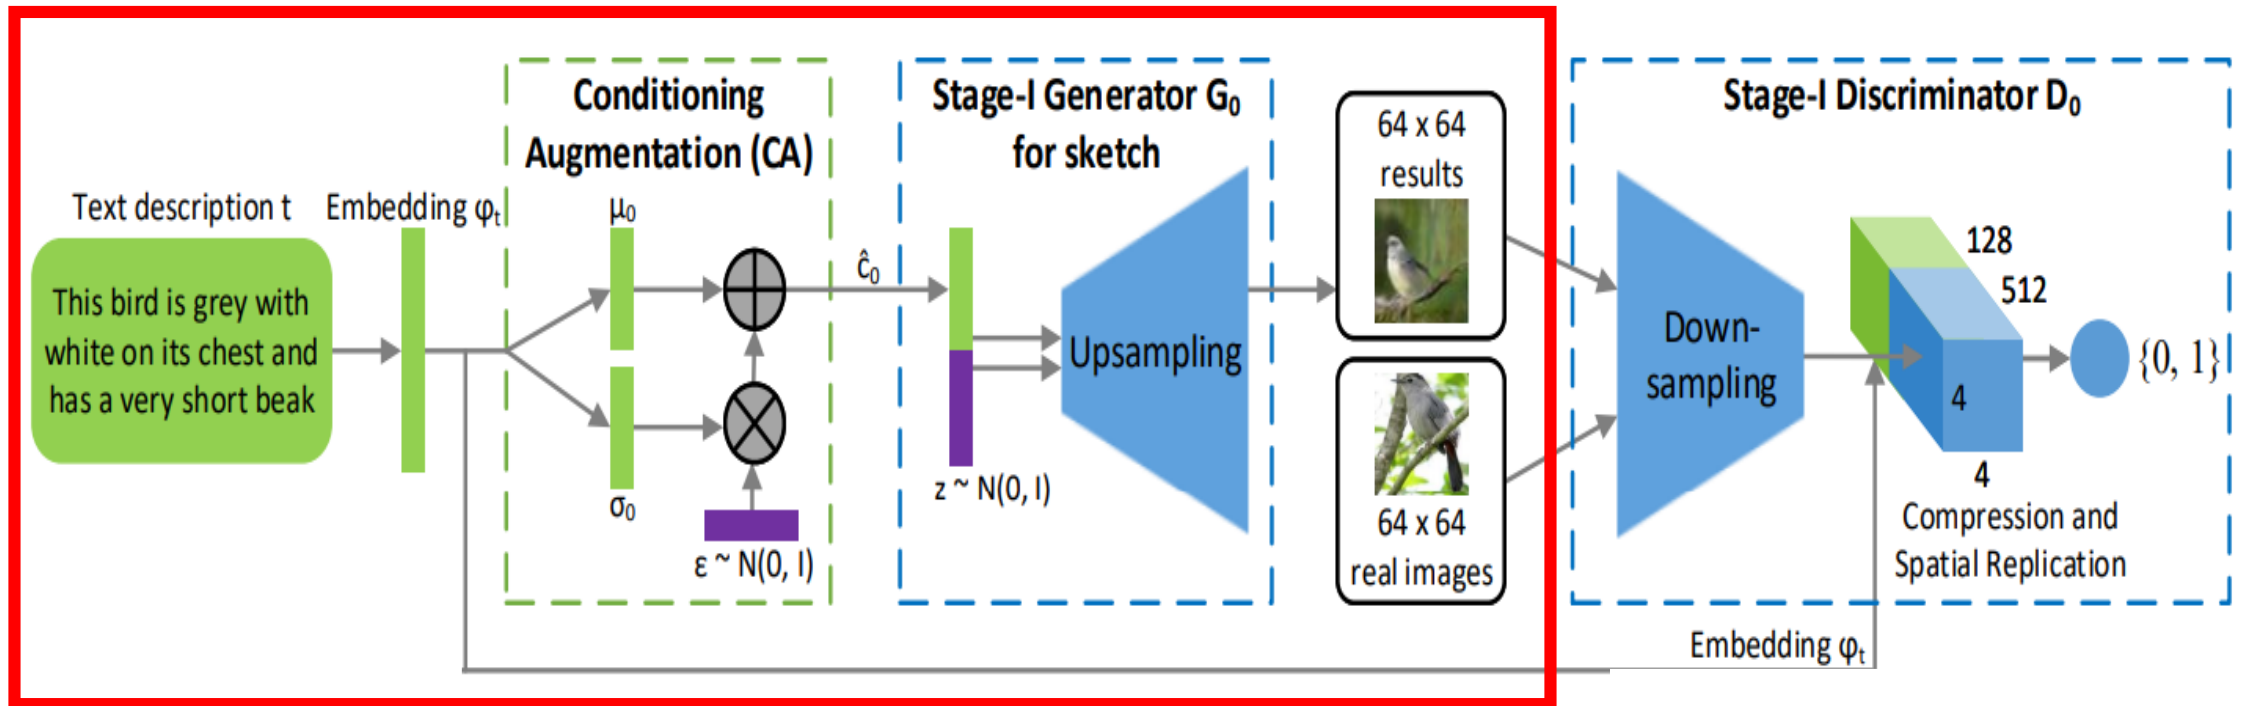 Text description t
This bird is grey with
white on its chest and
has a very short beak
Embedding φt
Conditioning
Augmentation (CA)
μ0
σ0
ε ~ N(0, I)
ĉ0
Stage-I Generator G0
for sketch
z ~ N(0, I)
Upsampling
64 x 64
results
64 x 64
real images
Stage-I Discriminator D0
Down-
sampling
128
512
4
4
{0, 1}
Compression and
Spatial Replication
Embedding φt